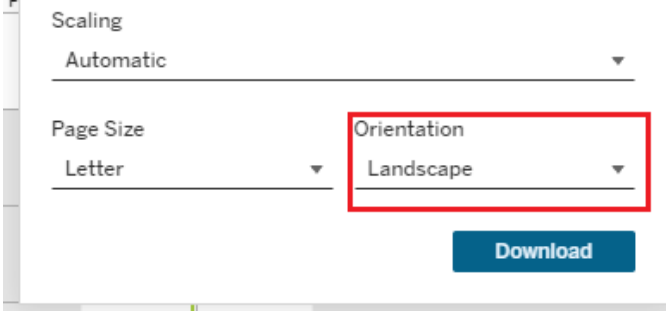 Scaling
Automatic
Page Size
Orientation
Letter
Landscape
Download